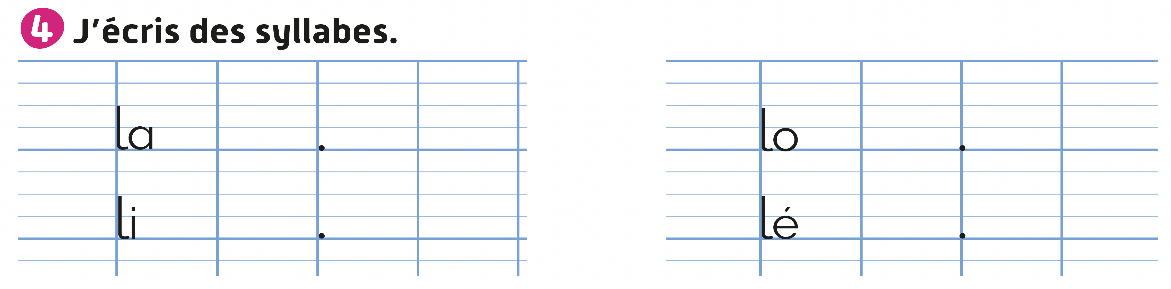 4 J'écris des syllabes.
la . lo .
li . lé .